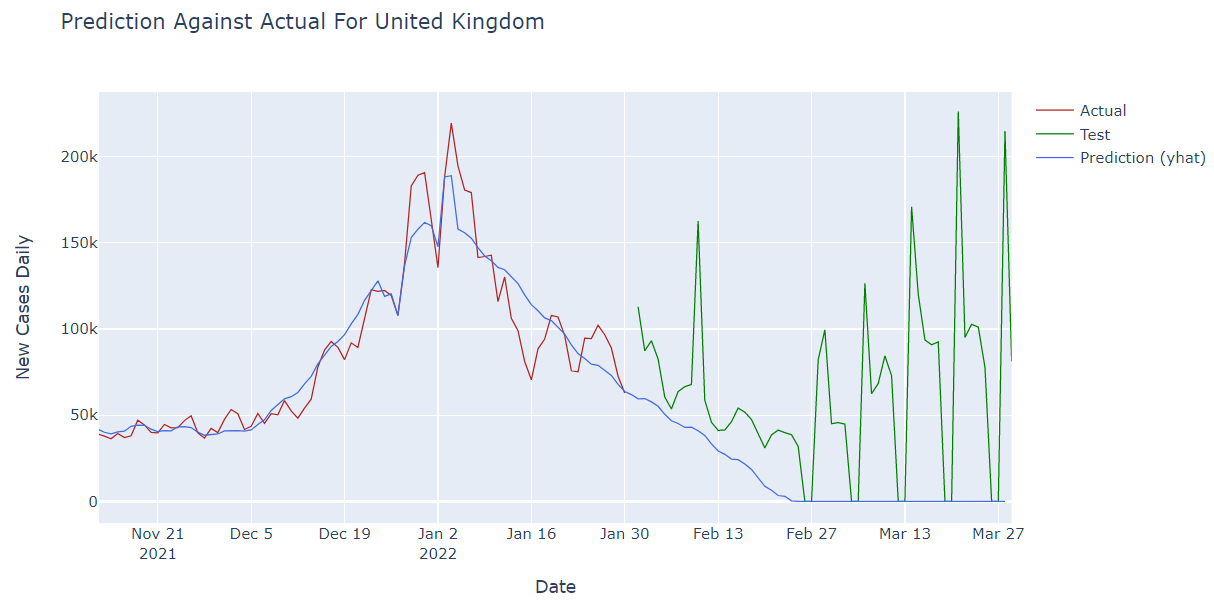 Prediction Against Actual For United Kingdom
Actual
Test
Prediction (yhat)
New Cases Daily
200k
150k
100k
50k
0
Nov 21
2021
Dec 5
Dec 19
Jan 2
2022
Jan 16
Jan 30
Feb 13
Feb 27
Mar 13
Mar 27
Date